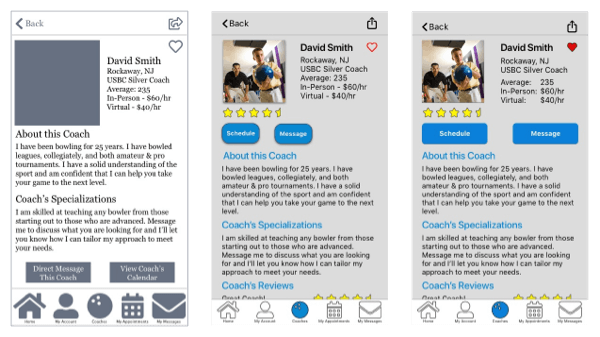 Back
David Smith
Rockaway, NJ
USBC Silver Coach
Average: 235
In-Person - $60/hr
Virtual - $40/hr
About this Coach
I have been bowling for 25 years. I have bowled
leagues, collegiately, and both amateur & pro
tournaments. I have a solid understanding of the
sport and am confident that I can help you take
your game to the next level.
Coach's Specializations
I am skilled at teaching any bowler from those
starting out to those who are advanced. Message
me to discuss what you are looking for and I'll let
you know how I can tailor my approach to meet
your needs.
Direct Message
This Coach
View Coach's
Calendar
Home
My Account
Coaches
My Appointments
My Messages
Back
David Smith
Rockaway, NJ
USBC Silver Coach
Average: 235
In-Person - $60/hr
Virtual - $40/hr
Schedule
Message
About this Coach
I have been bowling for 25 years. I have
bowled leagues, collegiately, and both
amateur & pro tournaments. I have a solid
understanding of the sport and am confident
that I can help you take your game to the next
level.
Coach's Specializations
I am skilled at teaching any bowler from those
starting out to those who are advanced.
Message me to discuss what you are looking
for and I'll let you know how I can tailor my
approach to meet your needs.
Coach's Reviews
Great Coach!
Home
My Account
Coaches
My Appointments
My Messages
Back
David Smith
Rockaway, NJ
USBC Silver Coach
Average: 235
In-Person: $60/hr
Virtual: $40/hr
Schedule
Message
About this Coach
I have been bowling for 25 years. I have
bowled leagues, collegiately, and both
amateur & pro tournaments. I have a solid
understanding of the sport and am confident
that I can help you take your game to the next
level.
Coach's Specializations
I am skilled at teaching any bowler from those
starting out to those who are advanced.
Message me to discuss what you are looking
for and I'll let you know how I can tailor my
approach to meet your needs.
Coach's Reviews
Great Coach!
Home
My Account
Coaches
My Appointments
My Messages